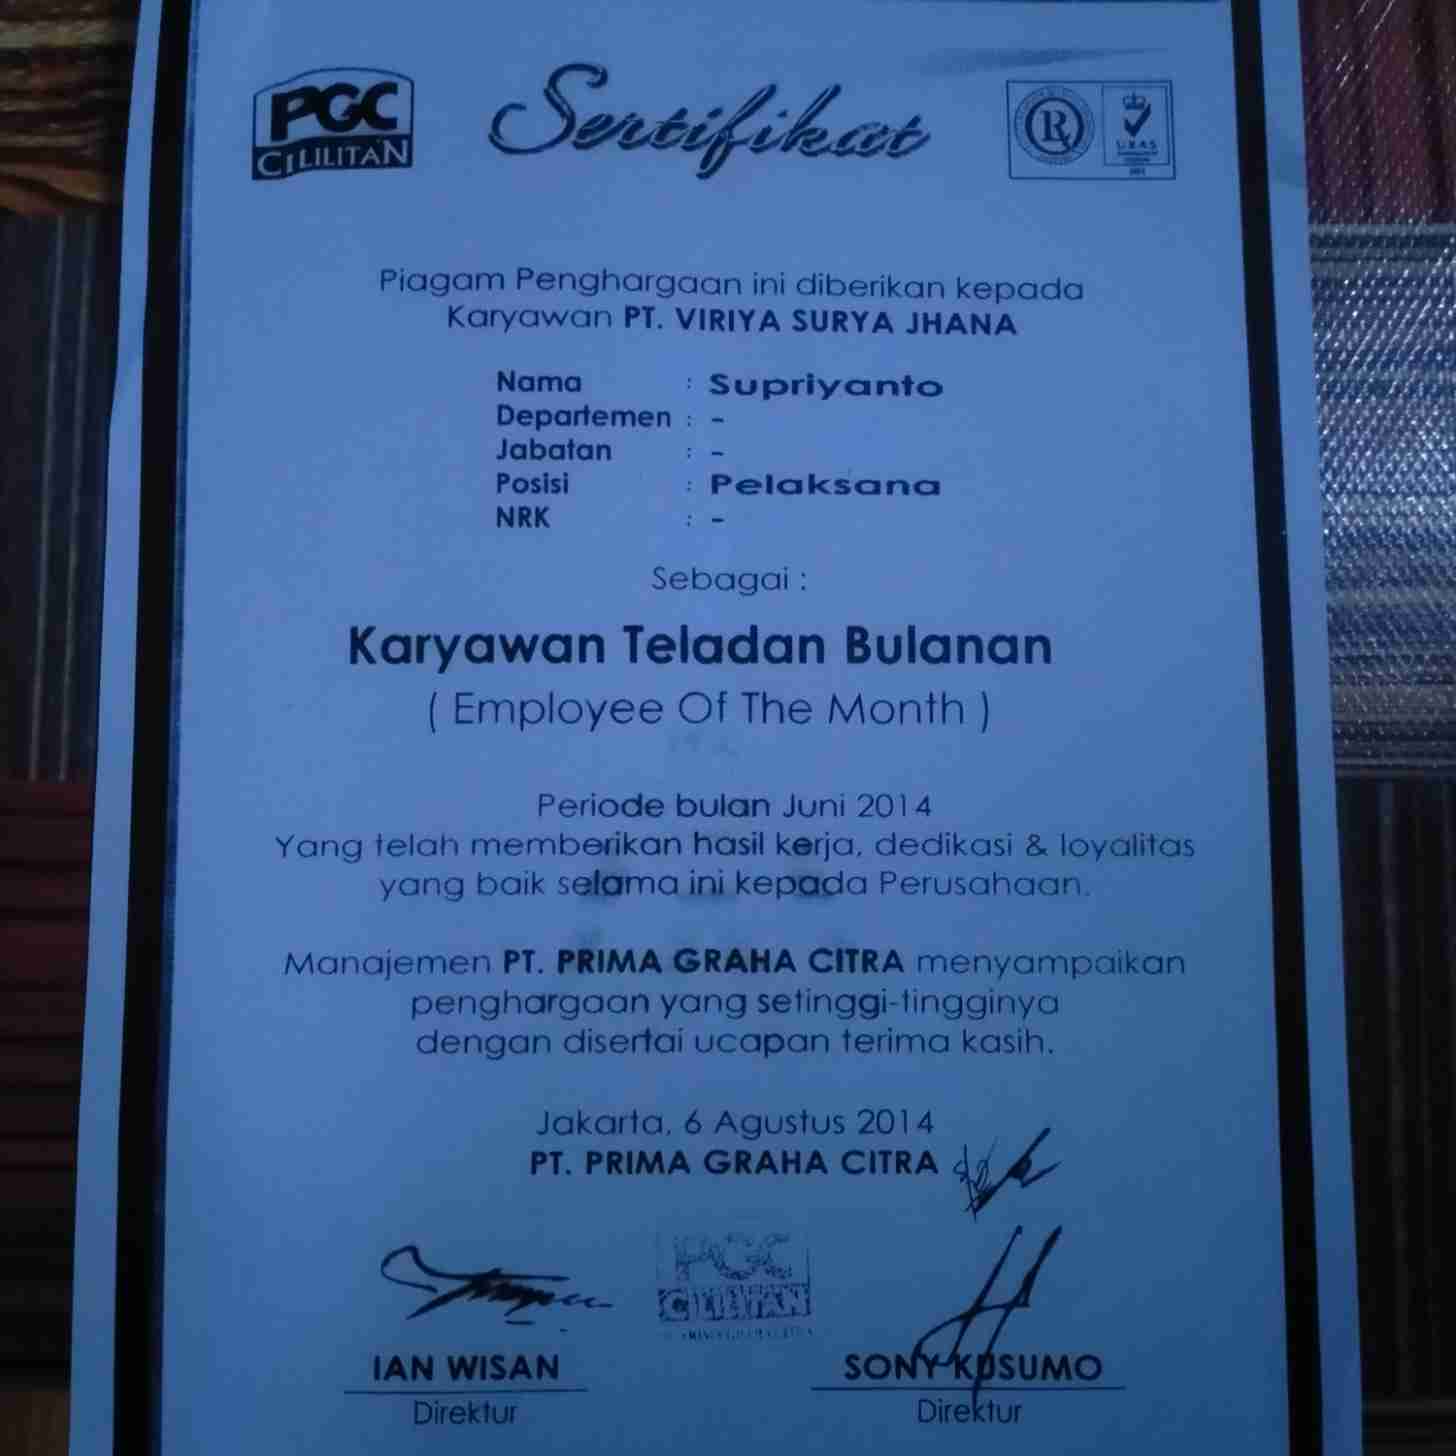 PGC
CILILITAN
Sertifikat
R
UKAS
Piagam Penghargaan ini diberikan kepada
Karyawan PT. VIRIYA SURYA JHANA
Nama : Supriyanto
Departemen : -
Jabatan : -
Posisi : Pelaksana
NRK : -
Sebagai :
Karyawan Teladan Bulanan
( Employee Of The Month )
Periode bulan Juni 2014
Yang telah memberikan hasil kerja, dedikasi & loyalitas
yang baik selama ini kepada Perusahaan.
Manajemen PT. PRIMA GRAHA CITRA menyampaikan
penghargaan yang setinggi-tingginya
dengan disertai ucapan terima kasih.
Jakarta, 6 Agustus 2014
PT. PRIMA GRAHA CITRA
PGC
CILILITAN
IAN WISAN
Direktur
SONY KUSUMO
Direktur